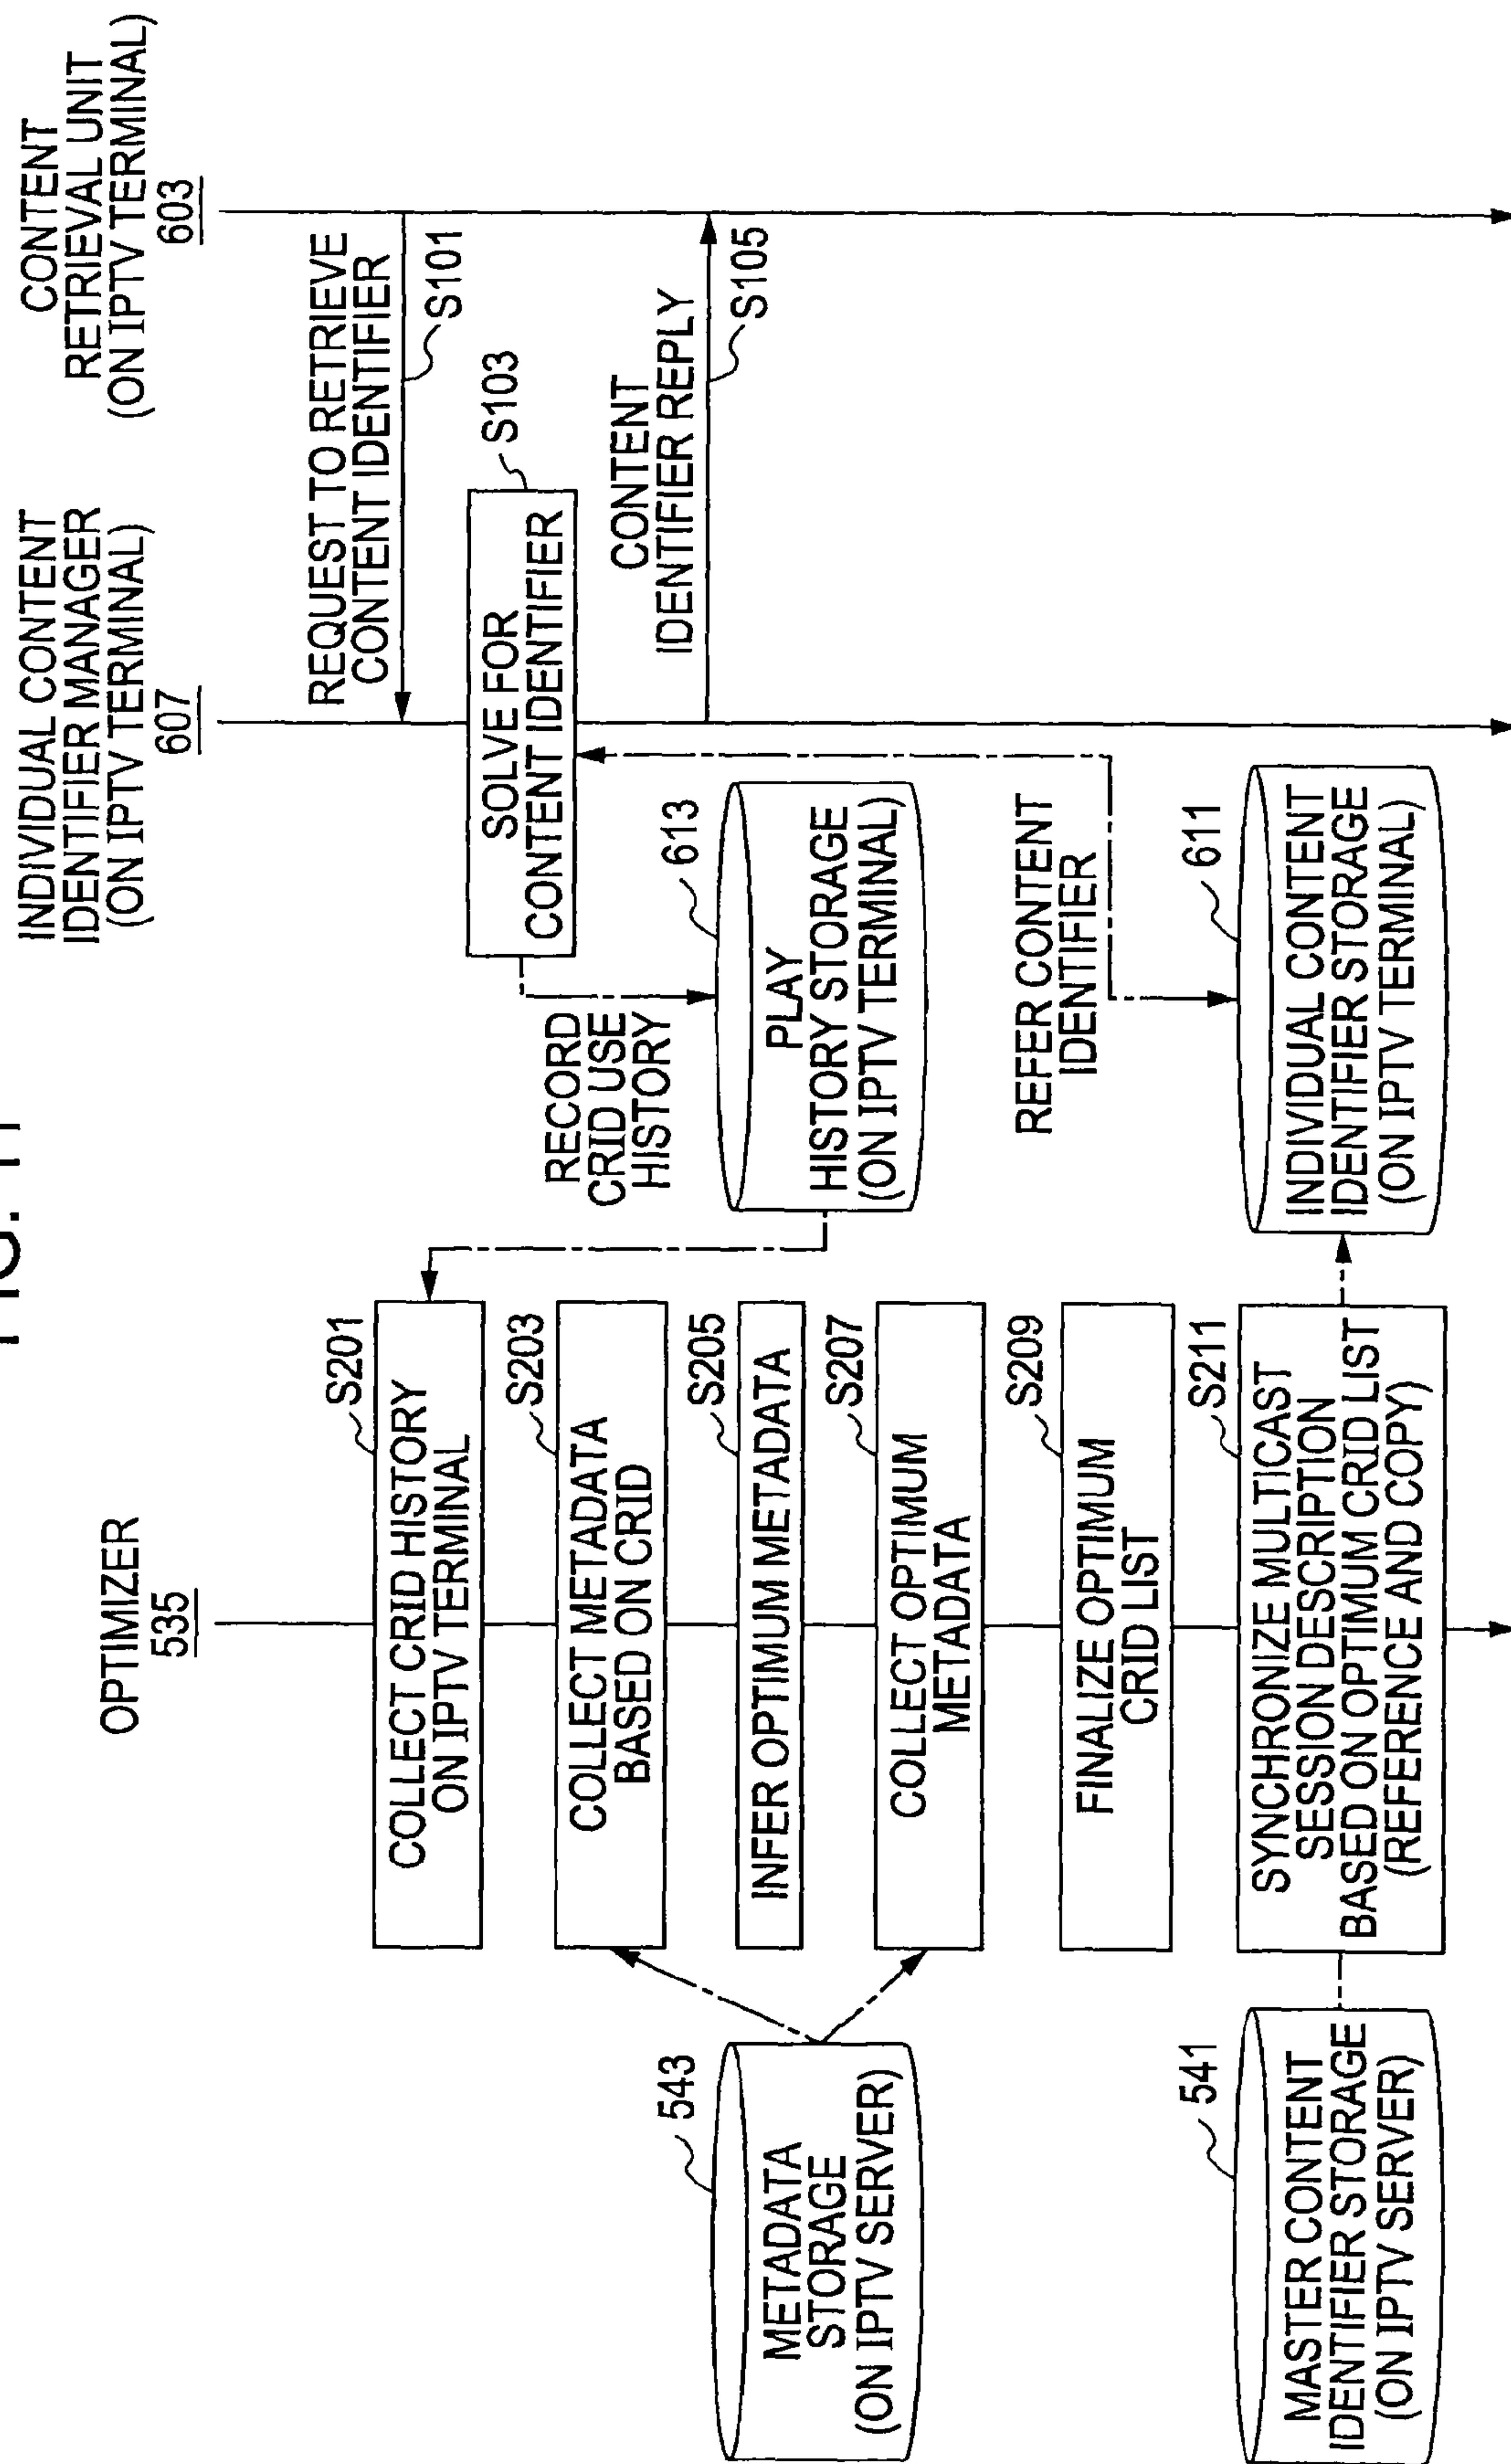 FIG. 11
OPTIMIZER
535
INDIVIDUAL CONTENT
IDENTIFIER MANAGER
(ON IPTV TERMINAL)
607
CONTENT
RETRIEVAL UNIT
(ON IPTV TERMINAL)
603
REQUEST TO RETRIEVE
CONTENT IDENTIFIER
S101
SOLVE FOR
CONTENT IDENTIFIER
S103
CONTENT
IDENTIFIER REPLY
S105
RECORD
CRID USE
HISTORY
PLAY
HISTORY STORAGE
(ON IPTV TERMINAL)
613
REFER CONTENT
IDENTIFIER
INDIVIDUAL CONTENT
IDENTIFIER STORAGE
(ON IPTV TERMINAL)
611
COLLECT CRID HISTORY
ON IPTV TERMINAL
S201
COLLECT METADATA
BASED ON CRID
S203
INFER OPTIMUM METADATA
S205
COLLECT OPTIMUM
METADATA
S207
FINALIZE OPTIMUM
CRID LIST
S209
SYNCHRONIZE MULTICAST
SESSION DESCRIPTION
BASED ON OPTIMUM CRID LIST
(REFERENCE AND COPY)
S211
METADATA
STORAGE
(ON IPTV SERVER)
543
MASTER CONTENT
IDENTIFIER STORAGE
(ON IPTV SERVER)
541